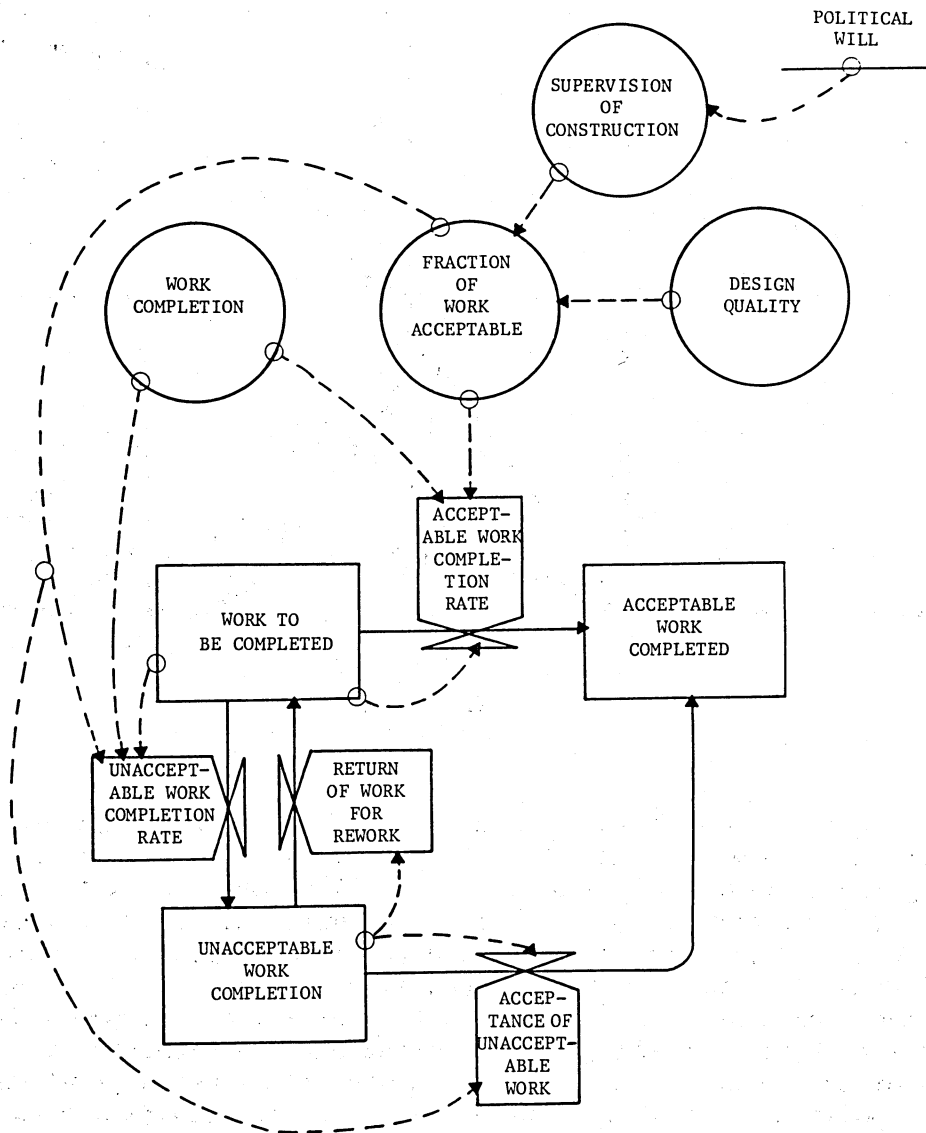 POLITICAL
WILL
SUPERVISION
OF
CONSTRUCTION
WORK
COMPLETION
FRACTION
OF
WORK
ACCEPTABLE
DESIGN
QUALITY
ACCEPT-
ABLE WORK
COMPLE-
TION
RATE
WORK TO
BE COMPLETED
ACCEPTABLE
WORK
COMPLETED
UNACCEPT-
ABLE WORK
COMPLETION
RATE
RETURN
OF WORK
FOR
REWORK
UNACCEPTABLE
WORK
COMPLETION
ACCEP-
TANCE OF
UNACCEPT-
ABLE
WORK